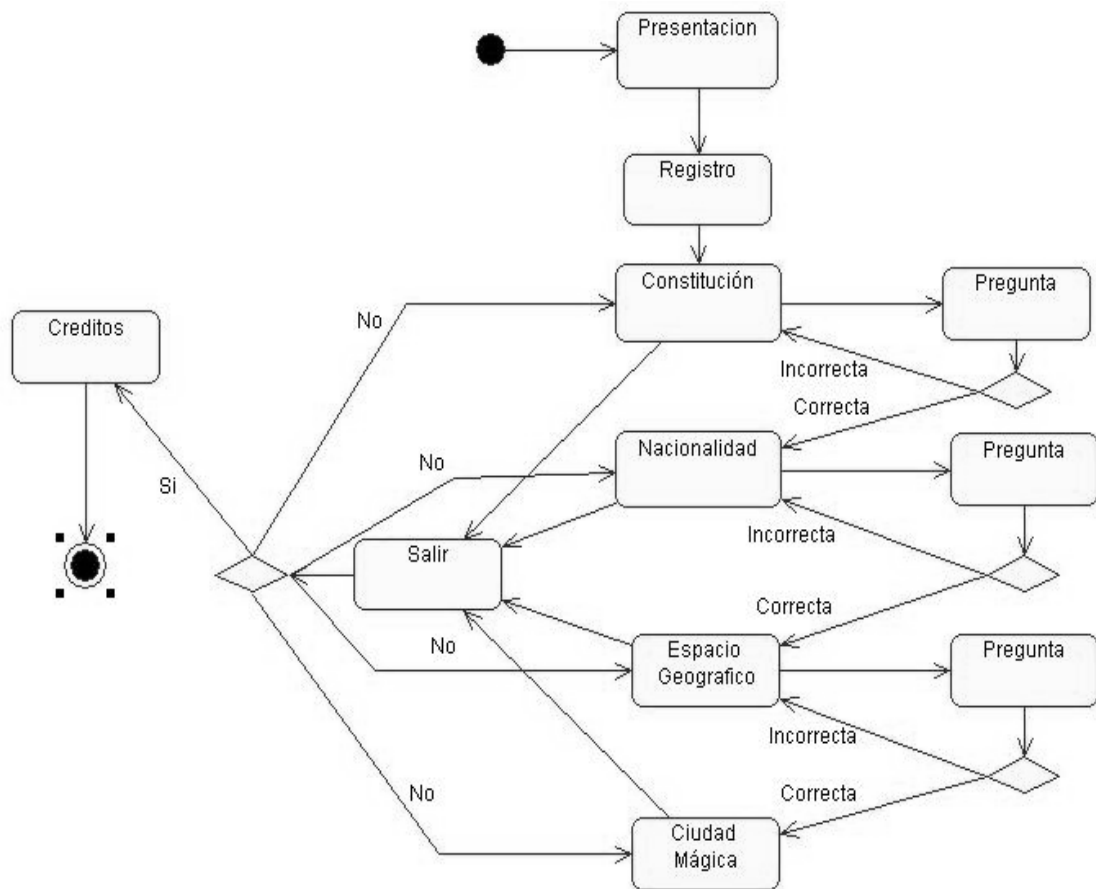 Presentacion
Registro
Constitución
Pregunta
No
Creditos
Incorrecta
Correcta
Nacionalidad
Pregunta
No
Si
Incorrecta
Salir
Correcta
No
Espacio
Geografico
Pregunta
Incorrecta
No
Correcta
Ciudad
Mágica